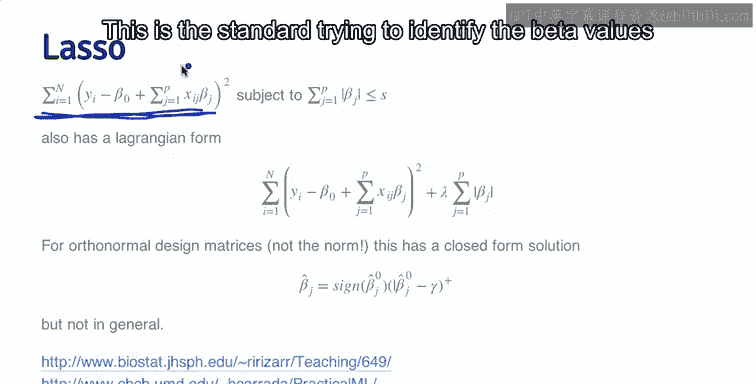 This is the standard trying to identify the beta values
Lasso
∑_{i=1}^{N} (y_i − β_0 + ∑_{j=1}^{p} x_{ij}β_j)^2 subject to ∑_{j=1}^{p} |β_j| ≤ s
also has a lagrangian form
∑_{i=1}^{N} (y_i − β_0 + ∑_{j=1}^{p} x_{ij}β_j)^2 + λ ∑_{j=1}^{p} |β_j|
For orthonormal design matrices (not the norm!) this has a closed form solution
β̂_j = sign(β̂_j^0)(|β̂_j^0 − γ)^+
but not in general.
http://www.biostat.jhsph.edu/~ririzarr/Teaching/649/